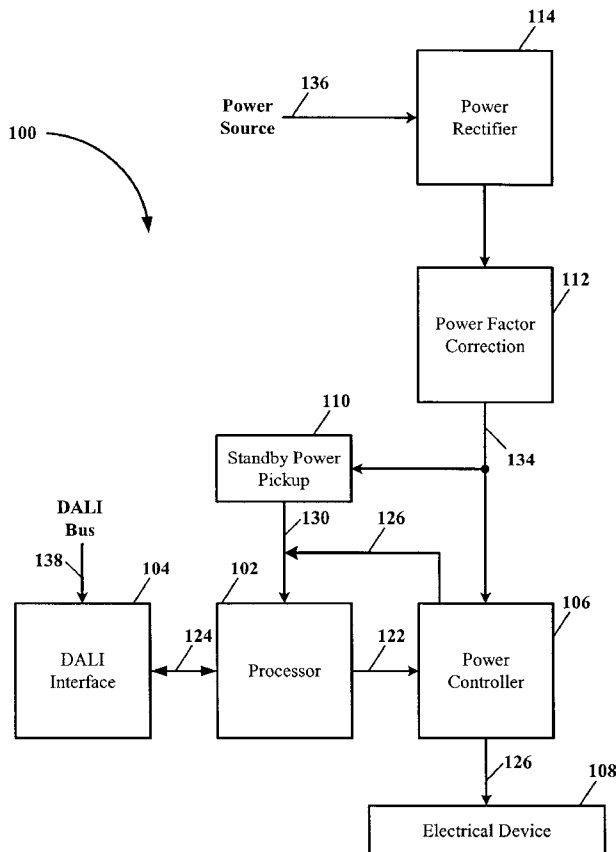 114
136
Power
Source
Power
Rectifier
100
112
Power Factor
Correction
110
134
Standby Power
Pickup
DALI
Bus
130
126
138
104
102
106
DALI
Interface
124
Processor
122
Power
Controller
126
108
Electrical Device